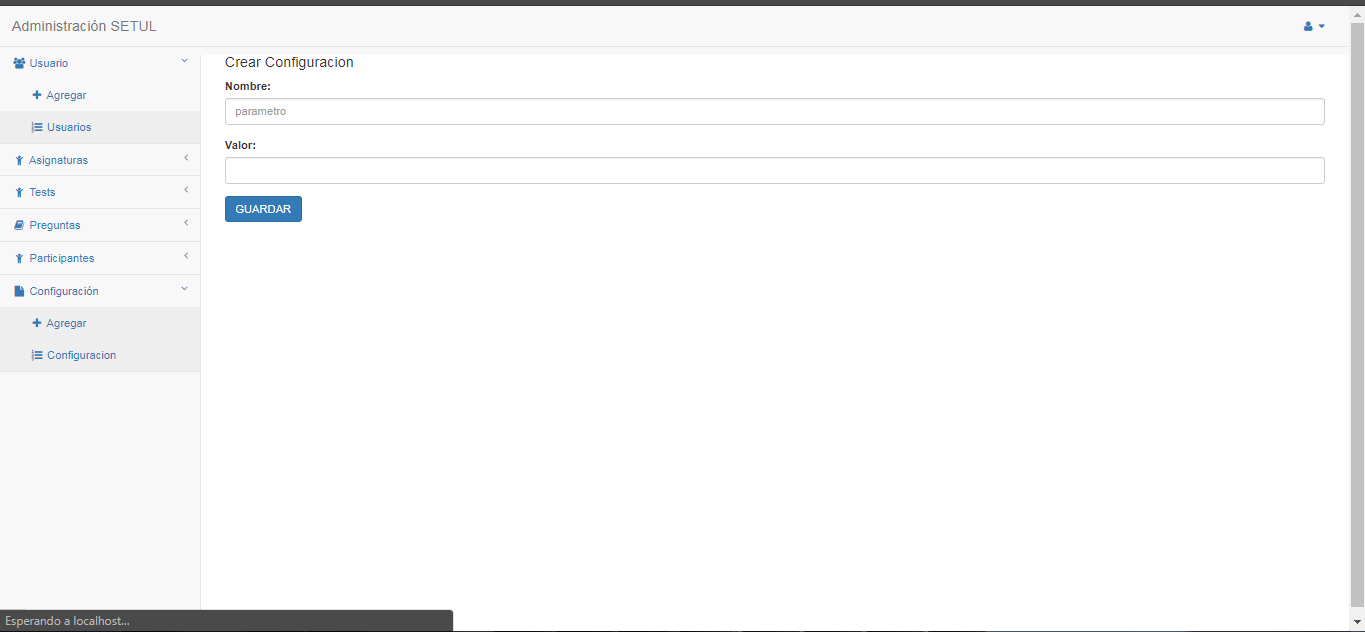 Administración SETUL
Usuario
Agregar
Usuarios
Asignaturas
Tests
Preguntas
Participantes
Configuración
Agregar
Configuracion
Crear Configuracion
Nombre:
parametro
Valor:
GUARDAR
Esperando a localhost...